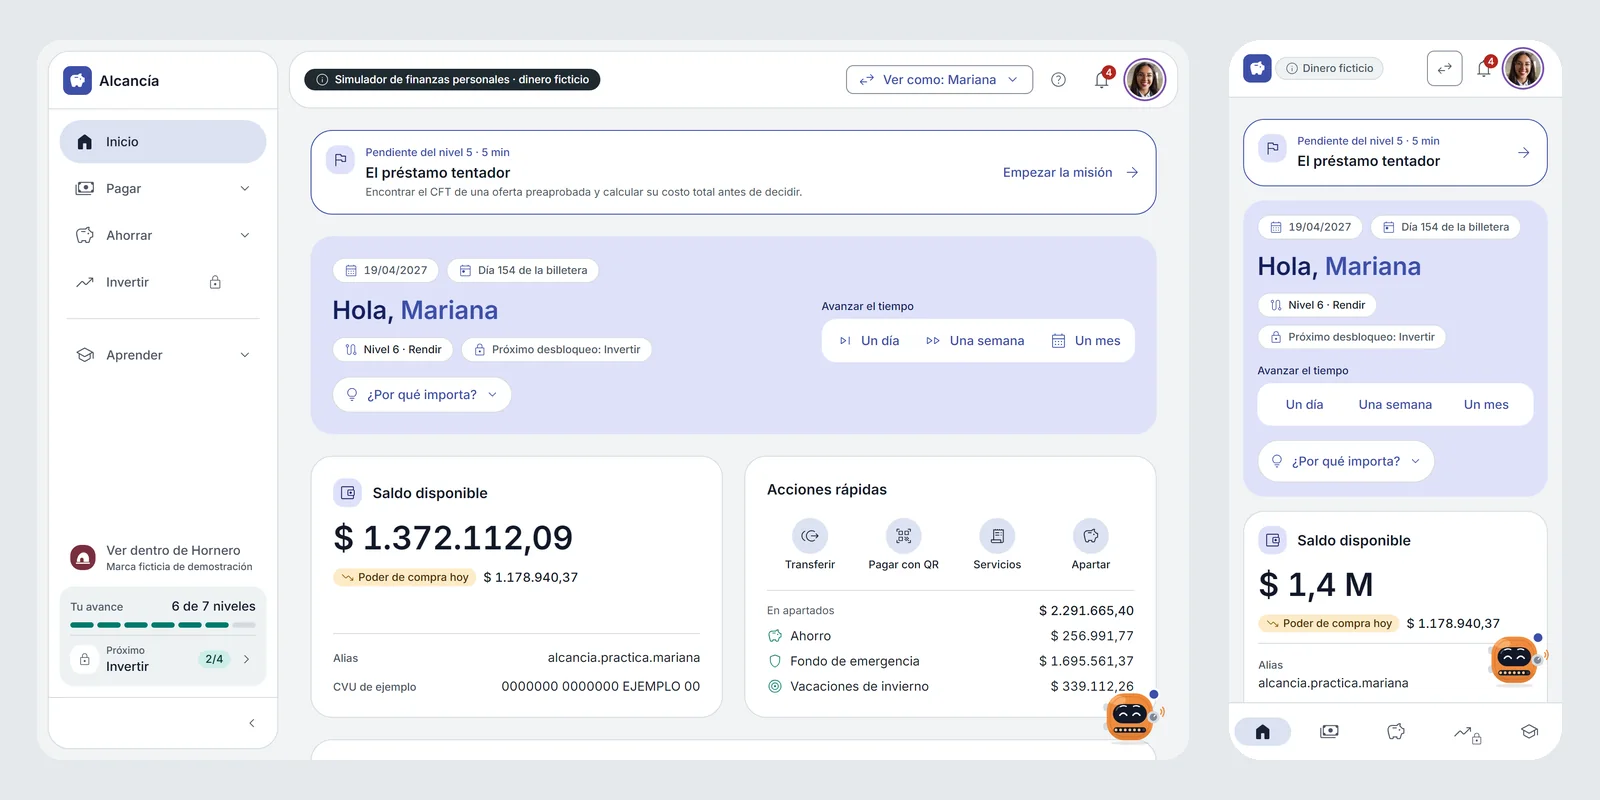 Alcancía
Inicio
Pagar
Ahorrar
Invertir
Aprender
Ver dentro de Hornero
Marca ficticia de demostración
Tu avance
6 de 7 niveles
Próximo
Invertir
2/4
Simulador de finanzas personales · dinero ficticio
Ver como: Mariana
4
Pendiente del nivel 5 · 5 min
El préstamo tentador
Encontrar el CFT de una oferta preaprobada y calcular su costo total antes de decidir.
Empezar la misión
19/04/2027
Día 154 de la billetera
Hola, Mariana
Nivel 6 · Rendir
Próximo desbloqueo: Invertir
¿Por qué importa?
Avanzar el tiempo
Un día
Una semana
Un mes
Saldo disponible
$ 1.372.112,09
Poder de compra hoy
$ 1.178.940,37
Alias
alcancia.practica.mariana
CVU de ejemplo
0000000 0000000 EJEMPLO 00
Acciones rápidas
Transferir
Pagar con QR
Servicios
Apartar
En apartados
$ 2.291.665,40
Ahorro
$ 256.991,77
Fondo de emergencia
$ 1.695.561,37
Vacaciones de invierno
$ 339.112,26
Dinero ficticio
4
Pendiente del nivel 5 · 5 min
El préstamo tentador
19/04/2027
Día 154 de la billetera
Hola, Mariana
Nivel 6 · Rendir
Próximo desbloqueo: Invertir
Avanzar el tiempo
Un día
Una semana
Un mes
¿Por qué importa?
Saldo disponible
$ 1,4 M
Poder de compra hoy
$ 1.178.940,37
Alias
alcancia.practica.mariana